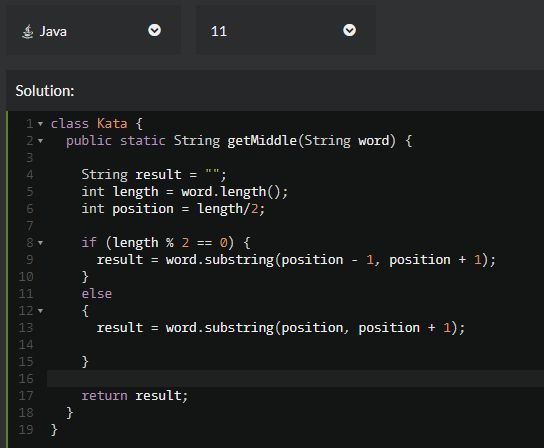 Java 11
Solution:
1 class Kata {
2 public static String getMiddle(String word) {
3
4 String result = "";
5 int length = word.length();
6 int position = length/2;
7
8 if (length % 2 == 0) {
9 result = word.substring(position - 1, position + 1);
10 }
11 else
12 {
13 result = word.substring(position, position + 1);
14
15 }
16
17 return result;
18 }
19 }